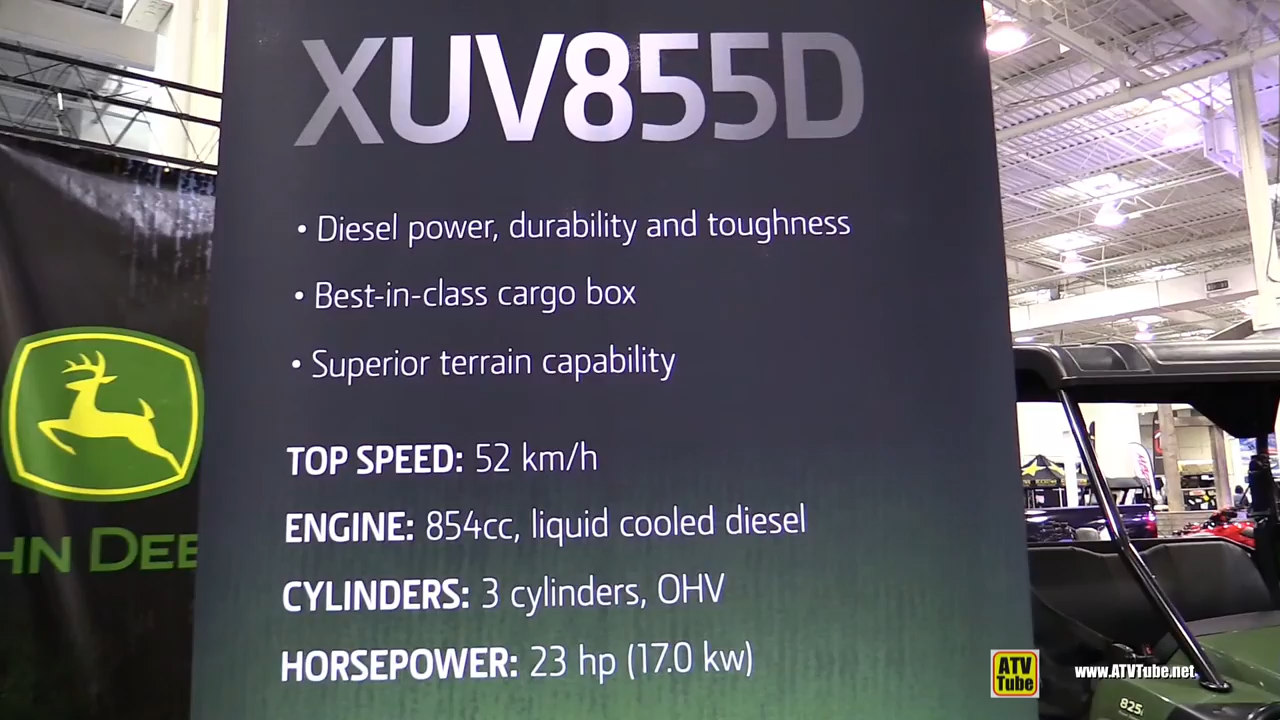 XUV855D
• Diesel power, durability and toughness
• Best-in-class cargo box
• Superior terrain capability
TOP SPEED: 52 km/h
ENGINE: 854cc, liquid cooled diesel
CYLINDERS: 3 cylinders, OHV
HORSEPOWER: 23 hp (17.0 kw)
HN DEE
ATV
Tube
www.ATVTube.net
825i